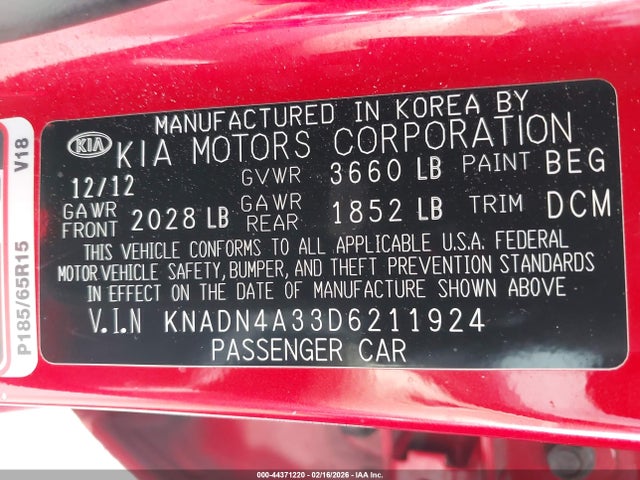 MANUFACTURED IN KOREA BY
KIA KIA MOTORS CORPORATION
12/12 GVWR 3660 LB PAINT BEG
GAWR FRONT 2028 LB GAWR REAR 1852 LB TRIM DCM
THIS VEHICLE CONFORMS TO ALL APPLICABLE U.S.A. FEDERAL
MOTOR VEHICLE SAFETY, BUMPER, AND THEFT PREVENTION STANDARDS
IN EFFECT ON THE DATE OF MANUFACTURE SHOWN ABOVE
V.I.N KNADN4A33D6211924
PASSENGER CAR
V18
P185/65R15
000-44371220 - 02/16/2026 - IAAI, Inc.